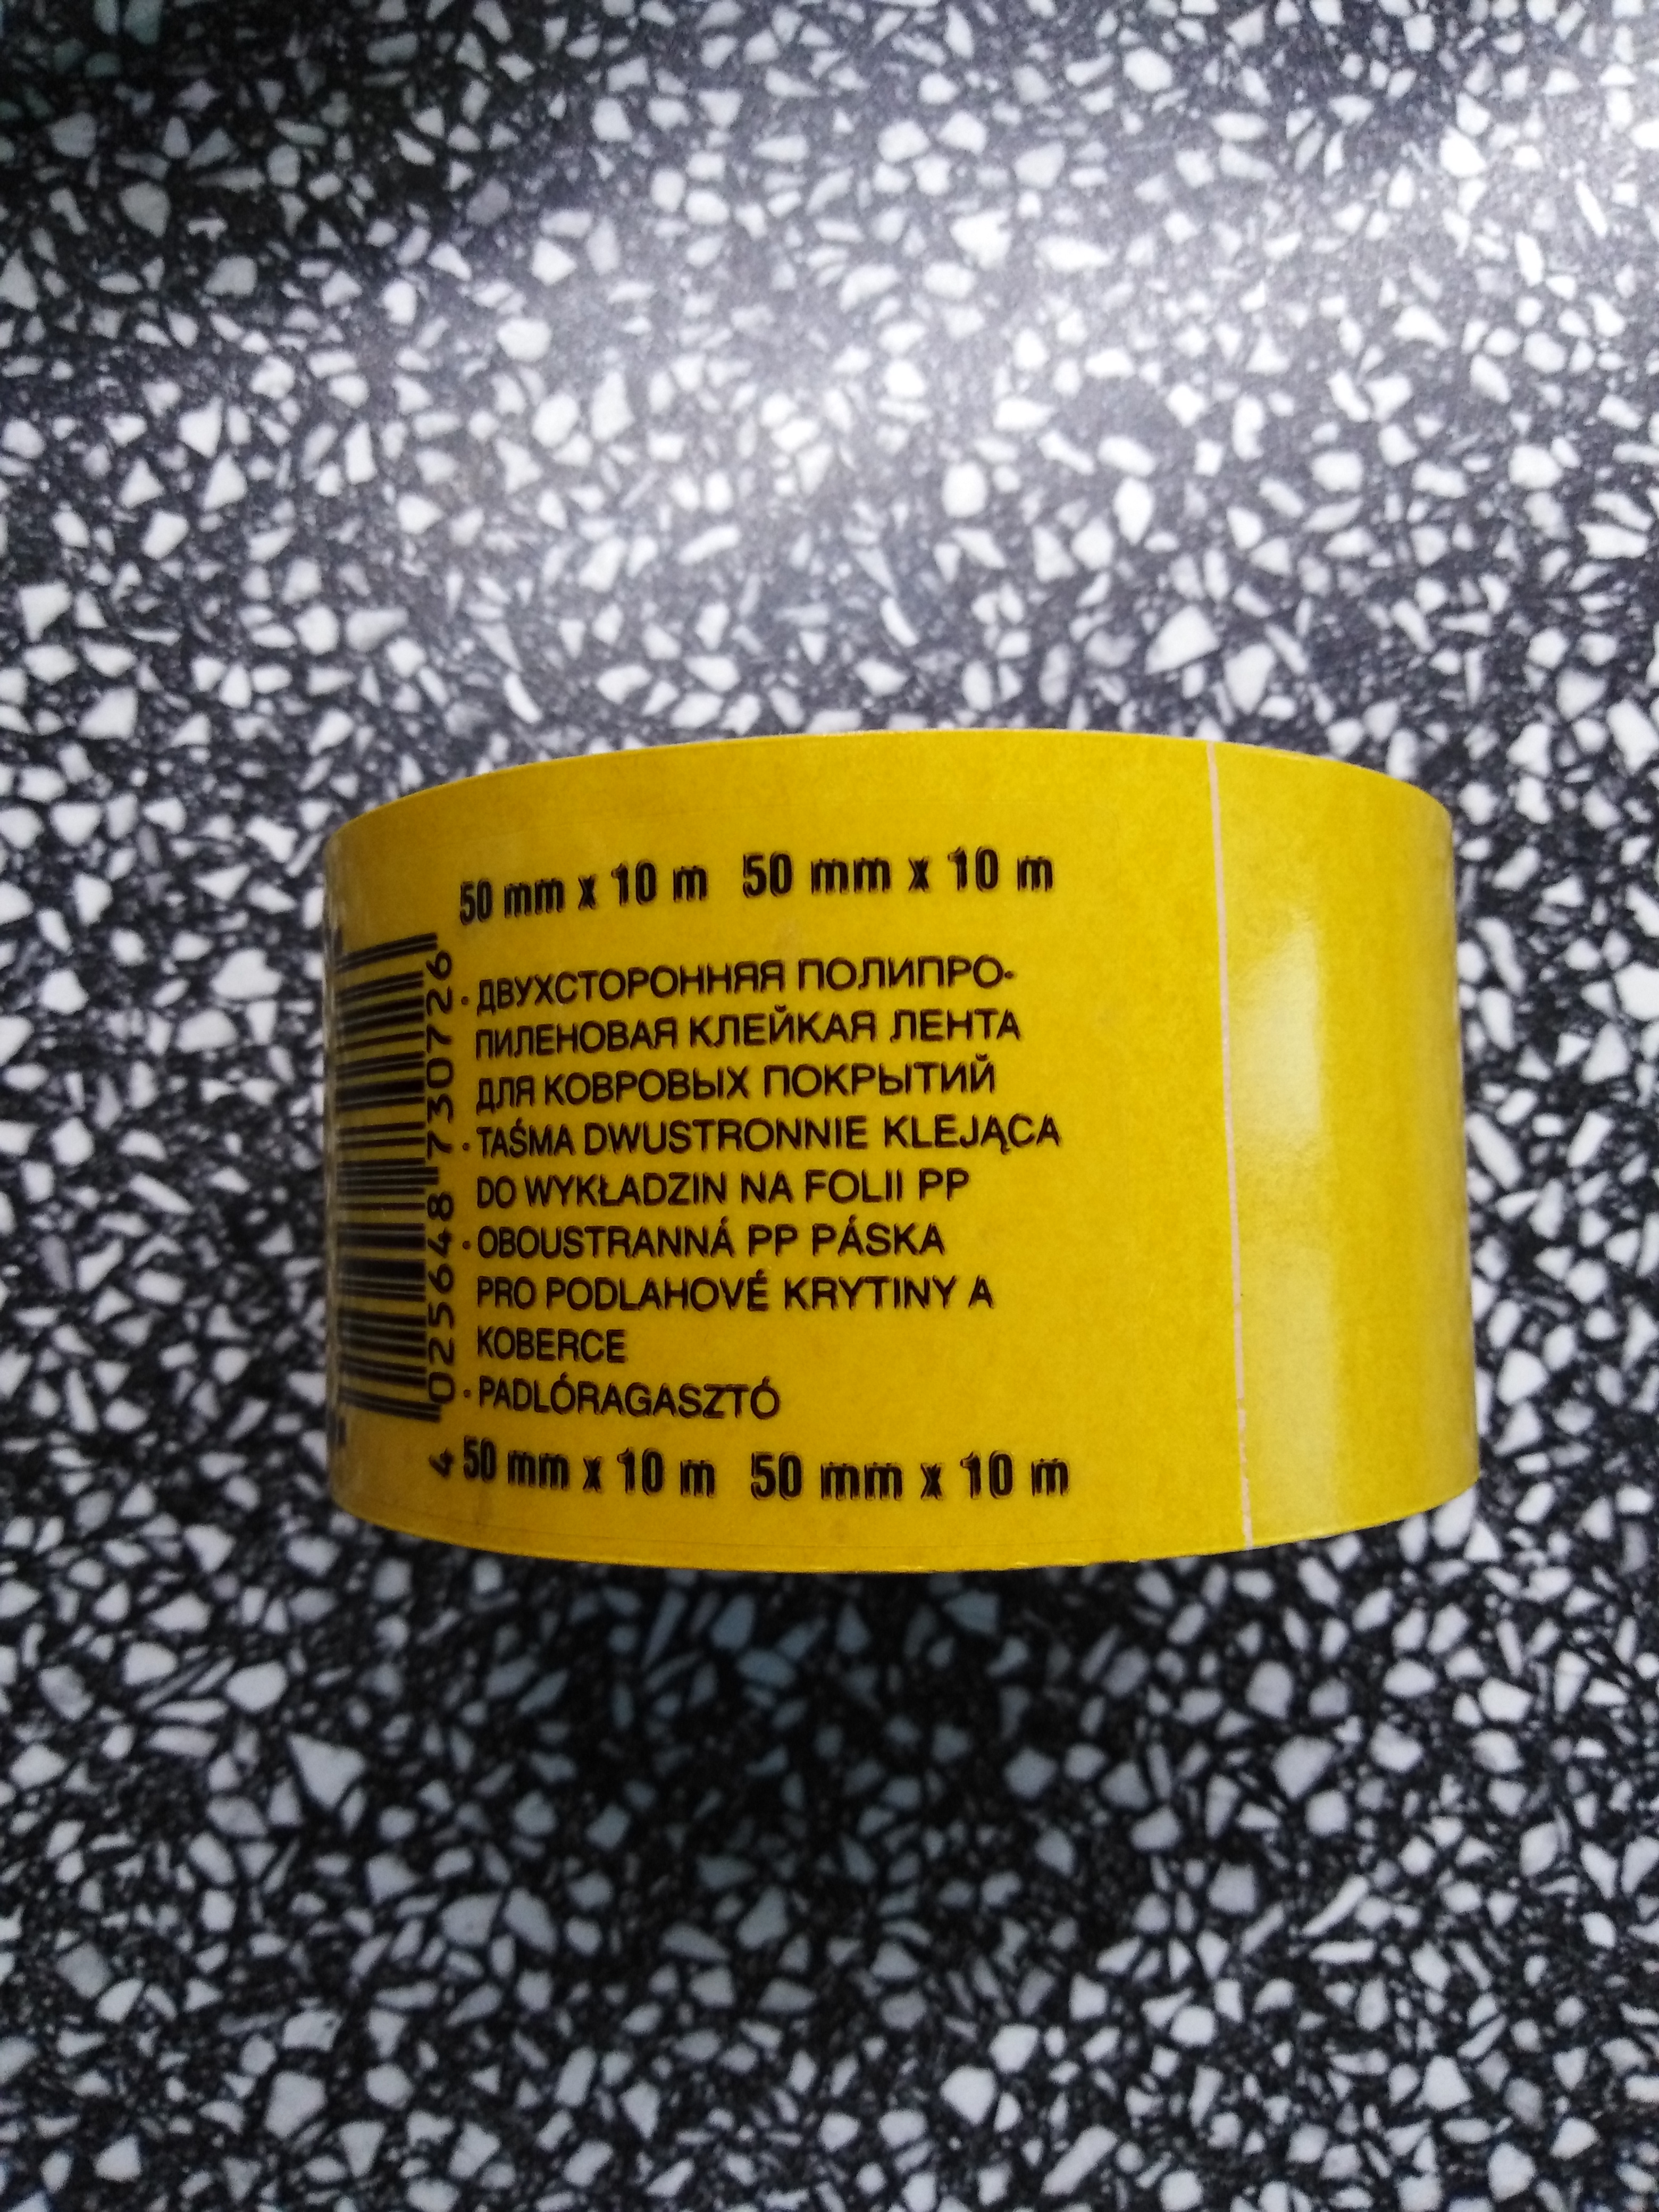 50 mm x 10 m 50 mm x 10 m
· ДВУХСТОРОННЯЯ ПОЛИПРО-
ПИЛЕНОВАЯ КЛЕЙКАЯ ЛЕНТА
ДЛЯ КОВРОВЫХ ПОКРЫТИЙ
· TAŚMA DWUSTRONNIE KLEJĄCA
DO WYKŁADZIN NA FOLII PP
· OBOUSTRANNÁ PP PÁSKA
PRO PODLAHOVÉ KRYTINY A
KOBERCE
· PADLÓRAGASZTÓ
50 mm x 10 m 50 mm x 10 m
4 025648 730726